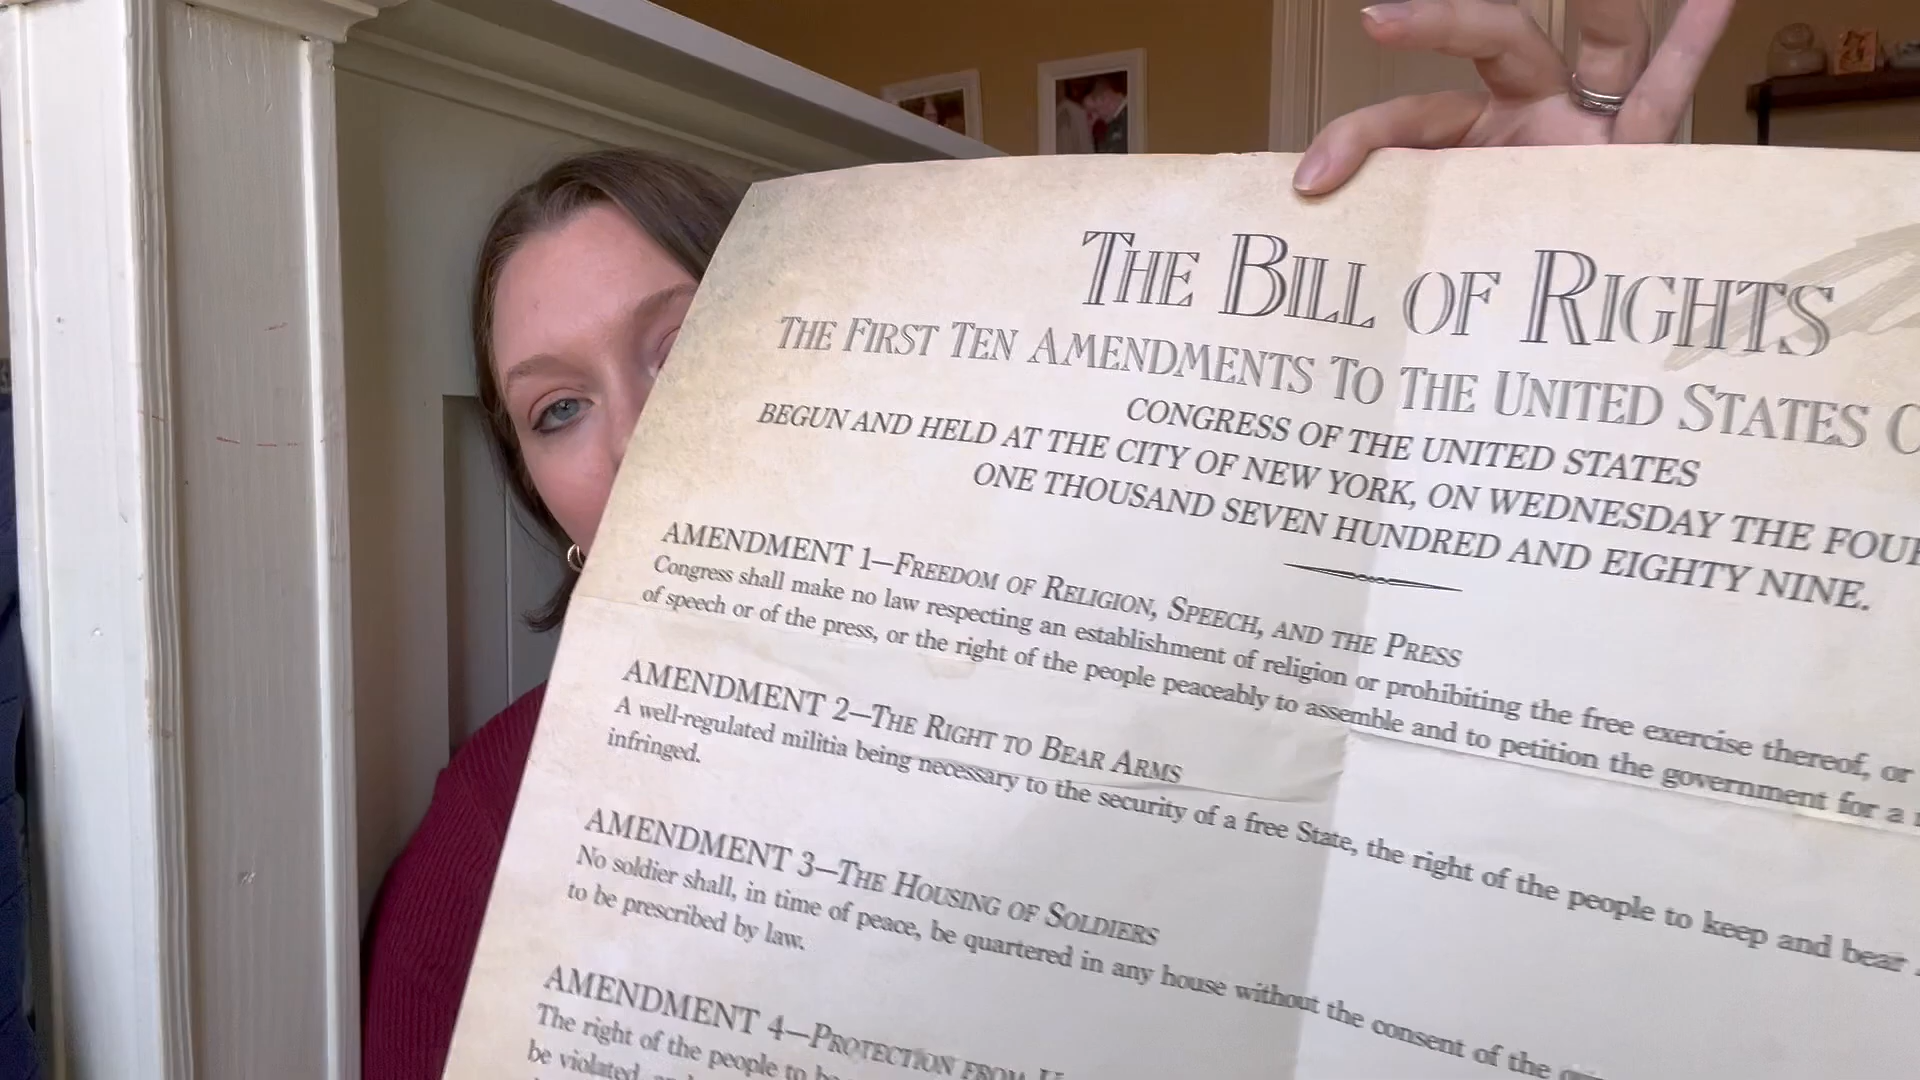 THE BILL OF RIGHTS
THE FIRST TEN AMENDMENTS TO THE UNITED STATES
CONGRESS OF THE UNITED STATES
BEGUN AND HELD AT THE CITY OF NEW YORK, ON WEDNESDAY THE
ONE THOUSAND SEVEN HUNDRED AND EIGHTY NINE.
AMENDMENT 1—FREEDOM OF RELIGION, SPEECH, AND THE PRESS
Congress shall make no law respecting an establishment of religion or prohibiting the free exercise thereof, or
of speech or of the press, or the right of the people peaceably to assemble and to petition the government for a
AMENDMENT 2—THE RIGHT TO BEAR ARMS
A well-regulated militia being necessary to the security of a free State, the right of the people to keep and bear
infringed.
AMENDMENT 3—THE HOUSING OF SOLDIERS
No soldier shall, in time of peace, be quartered in any house without the consent of the
to be prescribed by law.
AMENDMENT 4—PROTECTION FROM
The right of the people to
be violated,